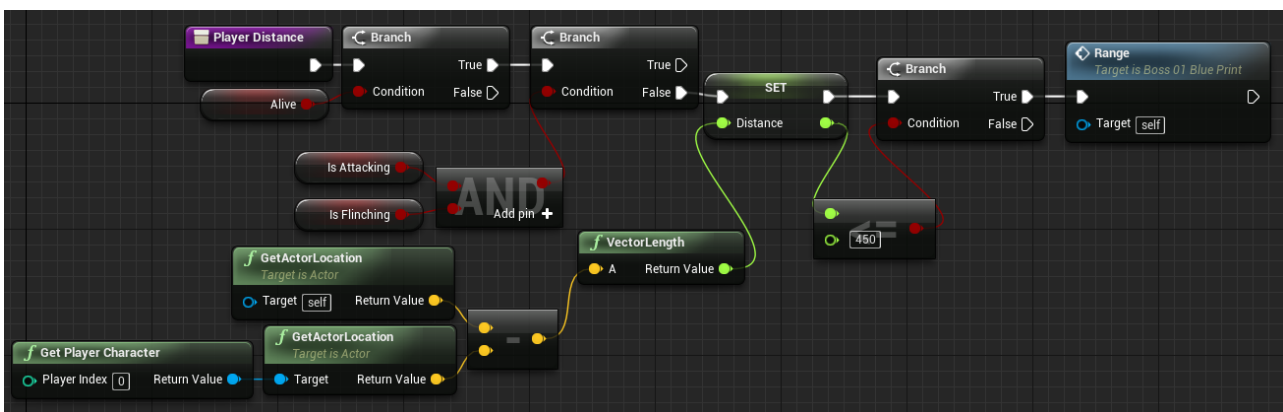 Player Distance
Branch
True
Condition
False
Alive
Branch
True
Condition
False
SET
Distance
Branch
True
Condition
False
Range
Target is Boss 01 Blue Print
Target self
Is Attacking
Is Flinching
AND
Add pin +
<=
450
VectorLength
A
Return Value
GetActorLocation
Target is Actor
Target self
Return Value
GetActorLocation
Target is Actor
Target
Return Value
-
Get Player Character
Player Index 0
Return Value